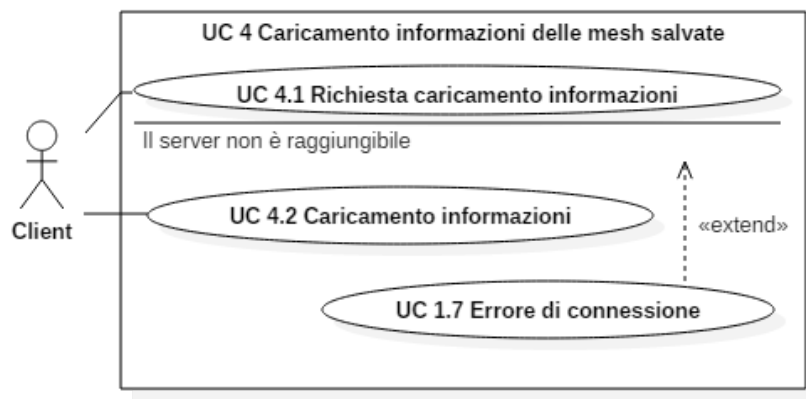 UC 4 Caricamento informazioni delle mesh salvate
UC 4.1 Richiesta caricamento informazioni
Il server non è raggiungibile
Client
UC 4.2 Caricamento informazioni
«extend»
UC 1.7 Errore di connessione